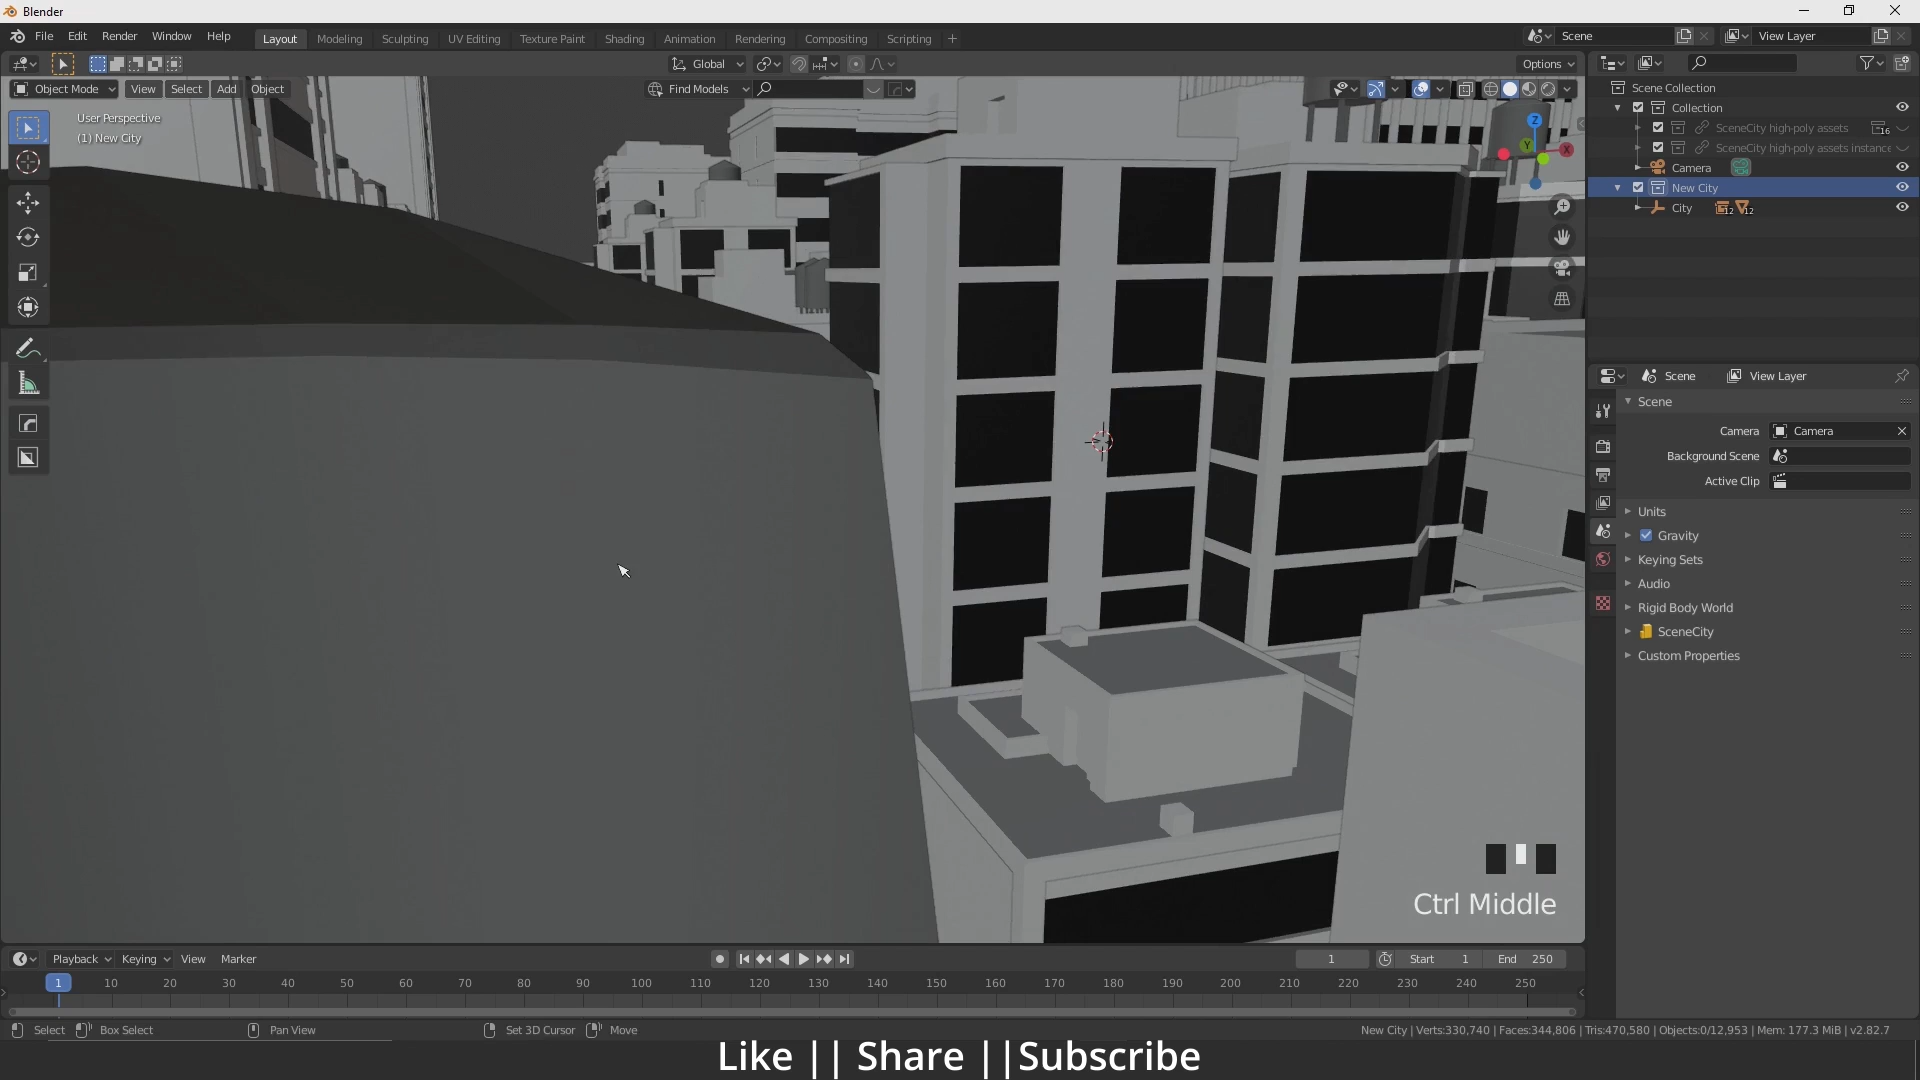 Blender
File Edit Render Window Help Layout Modeling Sculpting UV Editing Texture Paint Shading Animation Rendering Compositing Scripting + Scene View Layer
Global Options
Object Mode View Select Add Object Find Models
User Perspective
(1) New City
Z
Y
X
Scene Collection
Collection
SceneCity high-poly assets 16
SceneCity high-poly assets instance
Camera
New City
City 12 12
Scene View Layer
Scene
Camera Camera
Background Scene
Active Clip
Units
Gravity
Keying Sets
Audio
Rigid Body World
SceneCity
Custom Properties
Ctrl Middle
Playback Keying View Marker 1 Start 1 End 250
1 10 20 30 40 50 60 70 80 90 100 110 120 130 140 150 160 170 180 190 200 210 220 230 240 250
Select Box Select Pan View Set 3D Cursor Move New City | Verts:330,740 | Faces:344,806 | Tris:470,580 | Objects:0/12,953 | Mem: 177.3 MiB | v2.82.7
Like || Share ||Subscribe